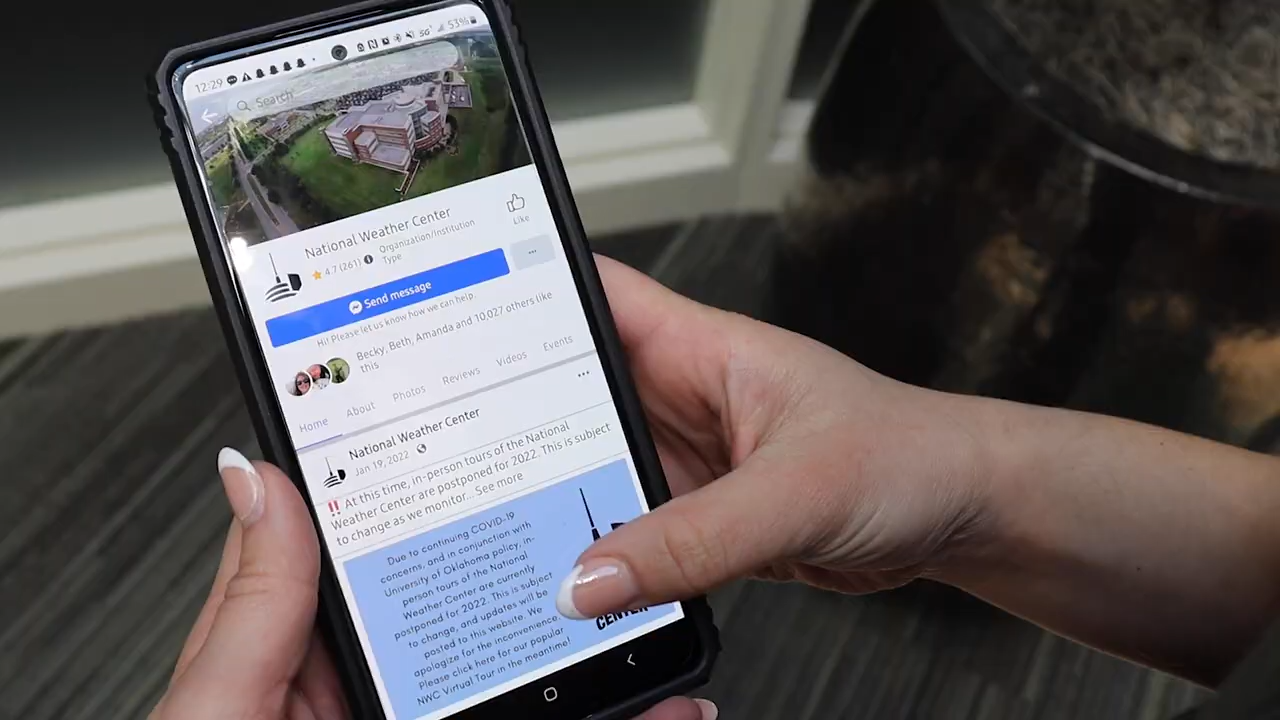 12:29
5G
53%
Search
National Weather Center
4.7 (261)
Organization/Institution
Type
Like
Send message
Hi! Please let us know how we can help.
Becky, Beth, Amanda and 10,027 others like
this
Home About Photos Reviews Videos Events
National Weather Center
Jan 19, 2022
‼ At this time, in-person tours of the National
Weather Center are postponed for 2022. This is subject
to change as we monitor... See more
Due to continuing COVID-19
concerns, and in conjunction with
University of Oklahoma policy, in-
person tours of the National
Weather Center are currently
postponed for 2022. This is subject
to change, and updates will be
posted to this website. We
apologize for the inconvenience.
Please click here for our popular
NWC Virtual Tour in the meantime!
CENTER